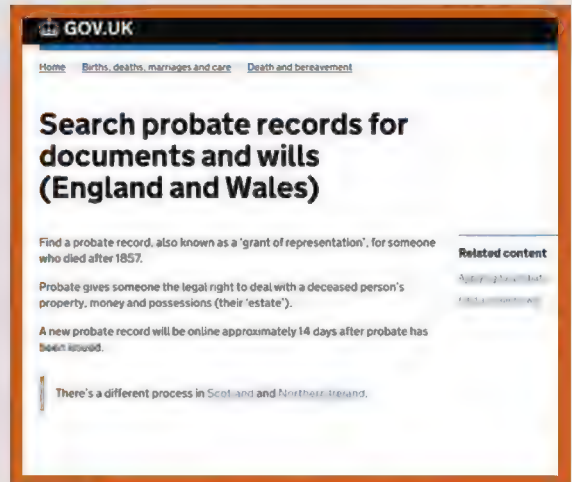 GOV.UK
Home Births, deaths, marriages and care Death and bereavement
Search probate records for
documents and wills
(England and Wales)
Find a probate record, also known as a 'grant of representation', for someone
who died after 1857.
Probate gives someone the legal right to deal with a deceased person's
property, money and possessions (their 'estate').
A new probate record will be online approximately 14 days after probate has
been issued.
There's a different process in Scotland and Northern Ireland.
Related content